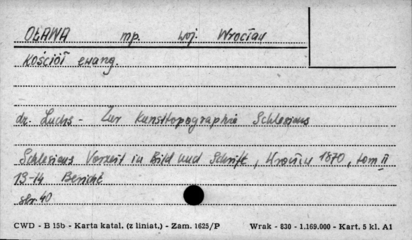 OŁAWA mp. woj. Wrocław
Kościół ewang.
dr. Luchs - Zur Kunsttopographie Schlesiens
Schlesiens Vorzeit in Bild und Schrift, Wrocław 1870, tom II
13-14 Bericht
str. 40
CWD - B 15b - Karta katal. (z liniat.) - Zam. 1625/P Wrak - 830 - 1.169.000 - Kart. 5 kl. A1